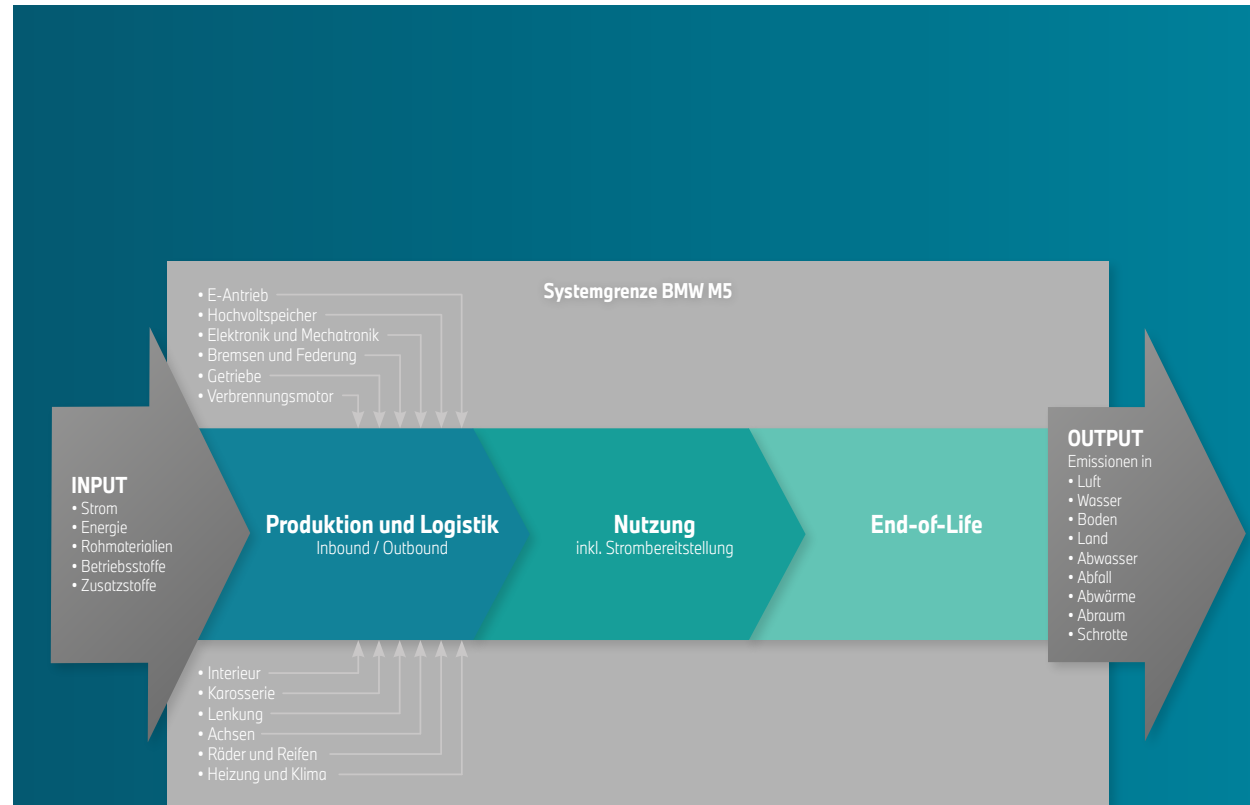 Systemgrenze BMW M5
• E-Antrieb
• Hochvoltspeicher
• Elektronik und Mechatronik
• Bremsen und Federung
• Getriebe
• Verbrennungsmotor
INPUT
• Strom
• Energie
• Rohmaterialien
• Betriebsstoffe
• Zusatzstoffe
Produktion und Logistik
Inbound / Outbound
Nutzung
inkl. Strombereitstellung
End-of-Life
OUTPUT
Emissionen in
• Luft
• Wasser
• Boden
• Land
• Abwasser
• Abfall
• Abwärme
• Abraum
• Schrotte
• Interieur
• Karosserie
• Lenkung
• Achsen
• Räder und Reifen
• Heizung und Klima